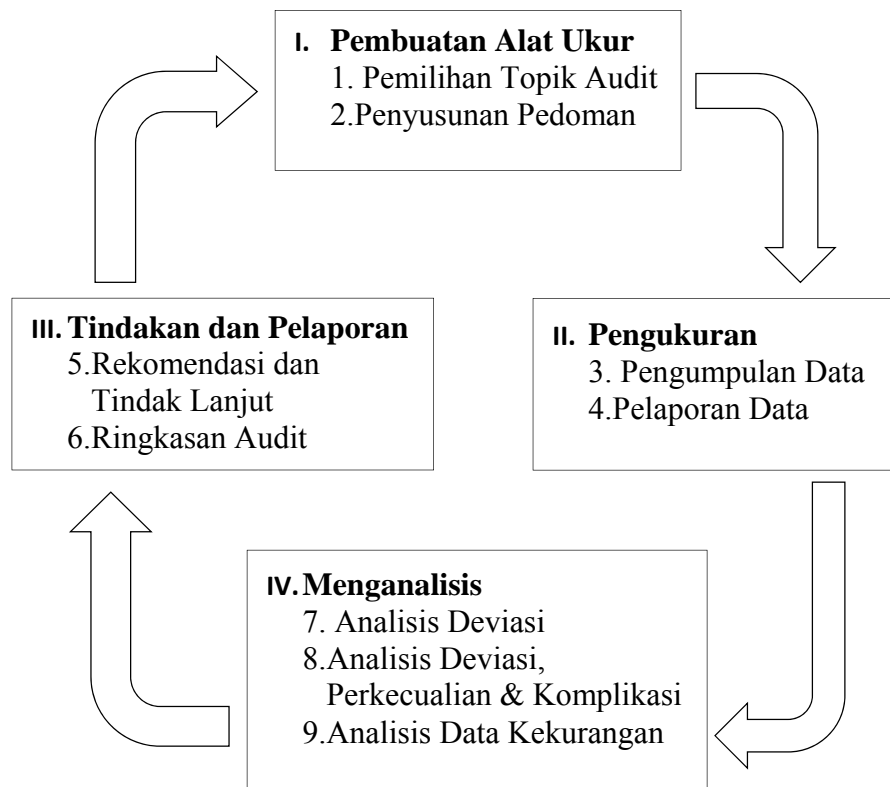 I. Pembuatan Alat Ukur
1. Pemilihan Topik Audit
2.Penyusunan Pedoman
III. Tindakan dan Pelaporan
5.Rekomendasi dan
Tindak Lanjut
6.Ringkasan Audit
II. Pengukuran
3. Pengumpulan Data
4.Pelaporan Data
IV. Menganalisis
7. Analisis Deviasi
8.Analisis Deviasi,
Perkecualian & Komplikasi
9.Analisis Data Kekurangan